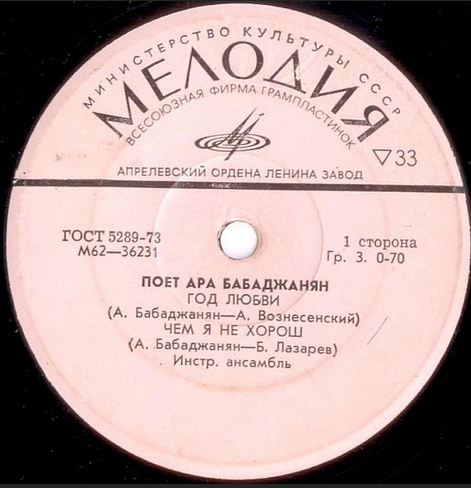 МИНИСТЕРСТВО КУЛЬТУРЫ СССР
МЕЛОДИЯ
ВСЕСОЮЗНАЯ ФИРМА ГРАМПЛАСТИНОК
▽33
АПРЕЛЕВСКИЙ ОРДЕНА ЛЕНИНА ЗАВОД
ГОСТ 5289-73
М62—36231
1 сторона
Гр. 3. 0-70
ПОЕТ АРА БАБАДЖАНЯН
ГОД ЛЮБВИ
(А. Бабаджанян—А. Вознесенский)
ЧЕМ Я НЕ ХОРОШ
(А. Бабаджанян—Б. Лазарев)
Инстр. ансамбль